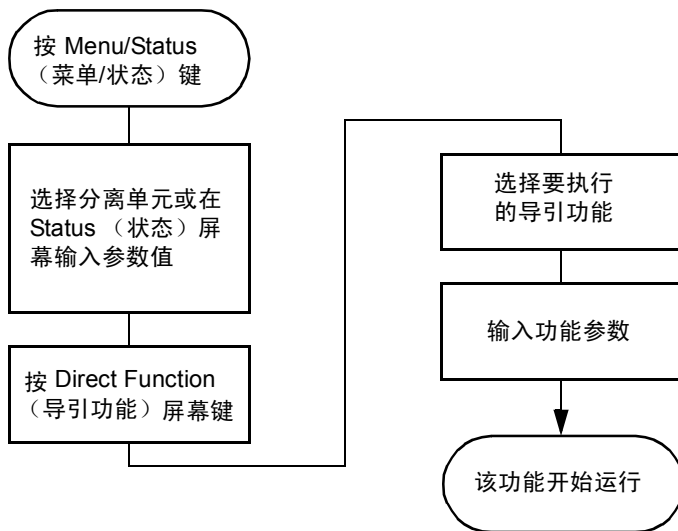 按 Menu/Status
（菜单/状态）键
选择分离单元或在
Status （状态）屏
幕输入参数值
按 Direct Function
（导引功能）屏幕键
选择要执行
的导引功能
输入功能参数
该功能开始运行